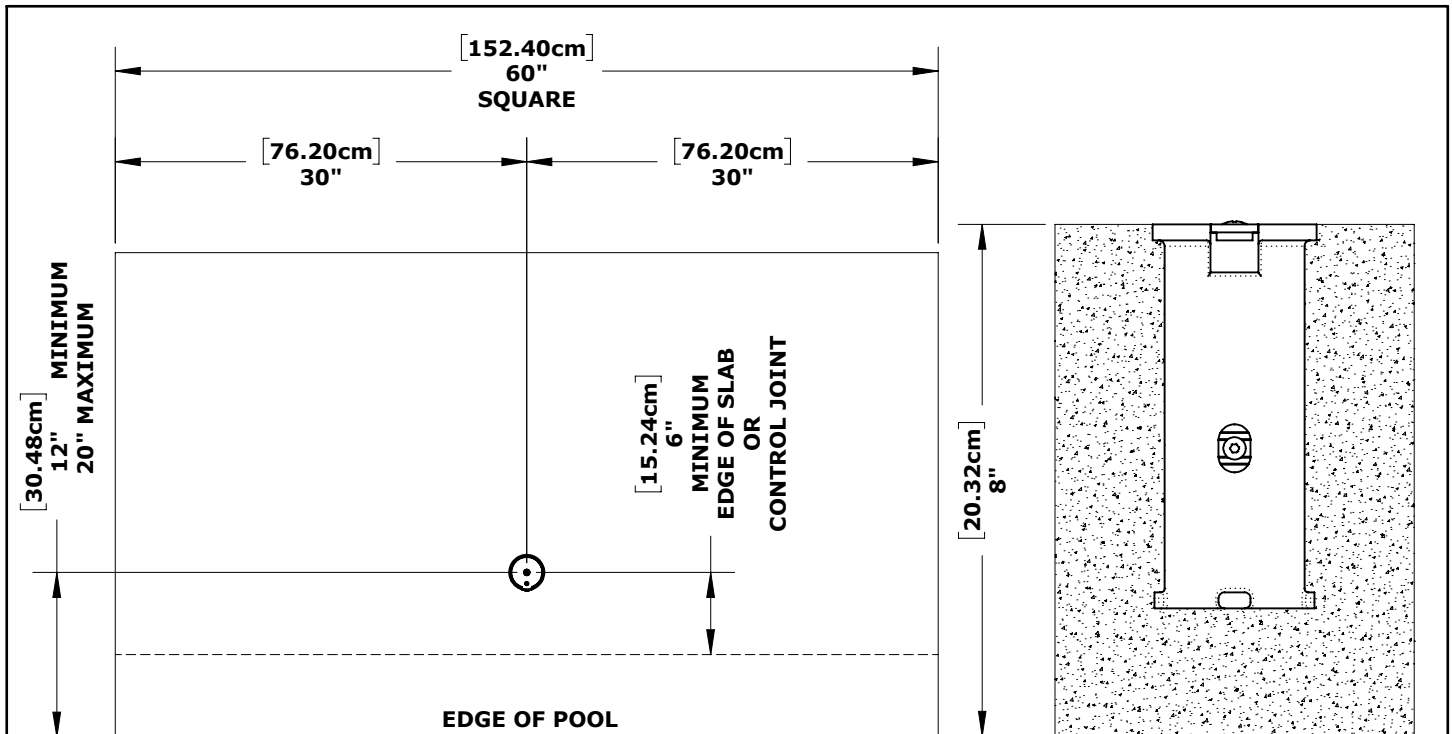 [152.40cm]
60"
SQUARE
[76.20cm]
30"
[76.20cm]
30"
[30.48cm]
12" MINIMUM
20" MAXIMUM
[15.24cm]
6"
MINIMUM
EDGE OF SLAB
OR
CONTROL JOINT
[20.32cm]
8"
EDGE OF POOL